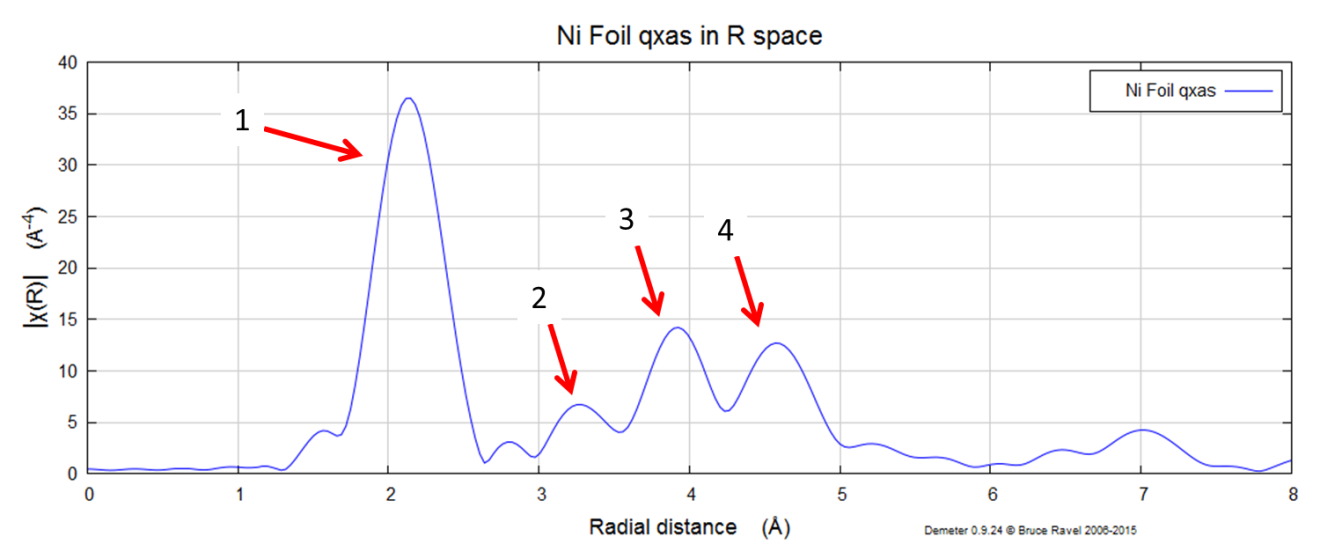 Ni Foil qxas in R space
Ni Foil qxas
40
35
30
25
20
15
10
5
0
|χ(R)| (A⁻⁴)
1
2
3
4
0 1 2 3 4 5 6 7 8
Radial distance (Å)
Demeter 0.9.24 © Bruce Ravel 2006-2015